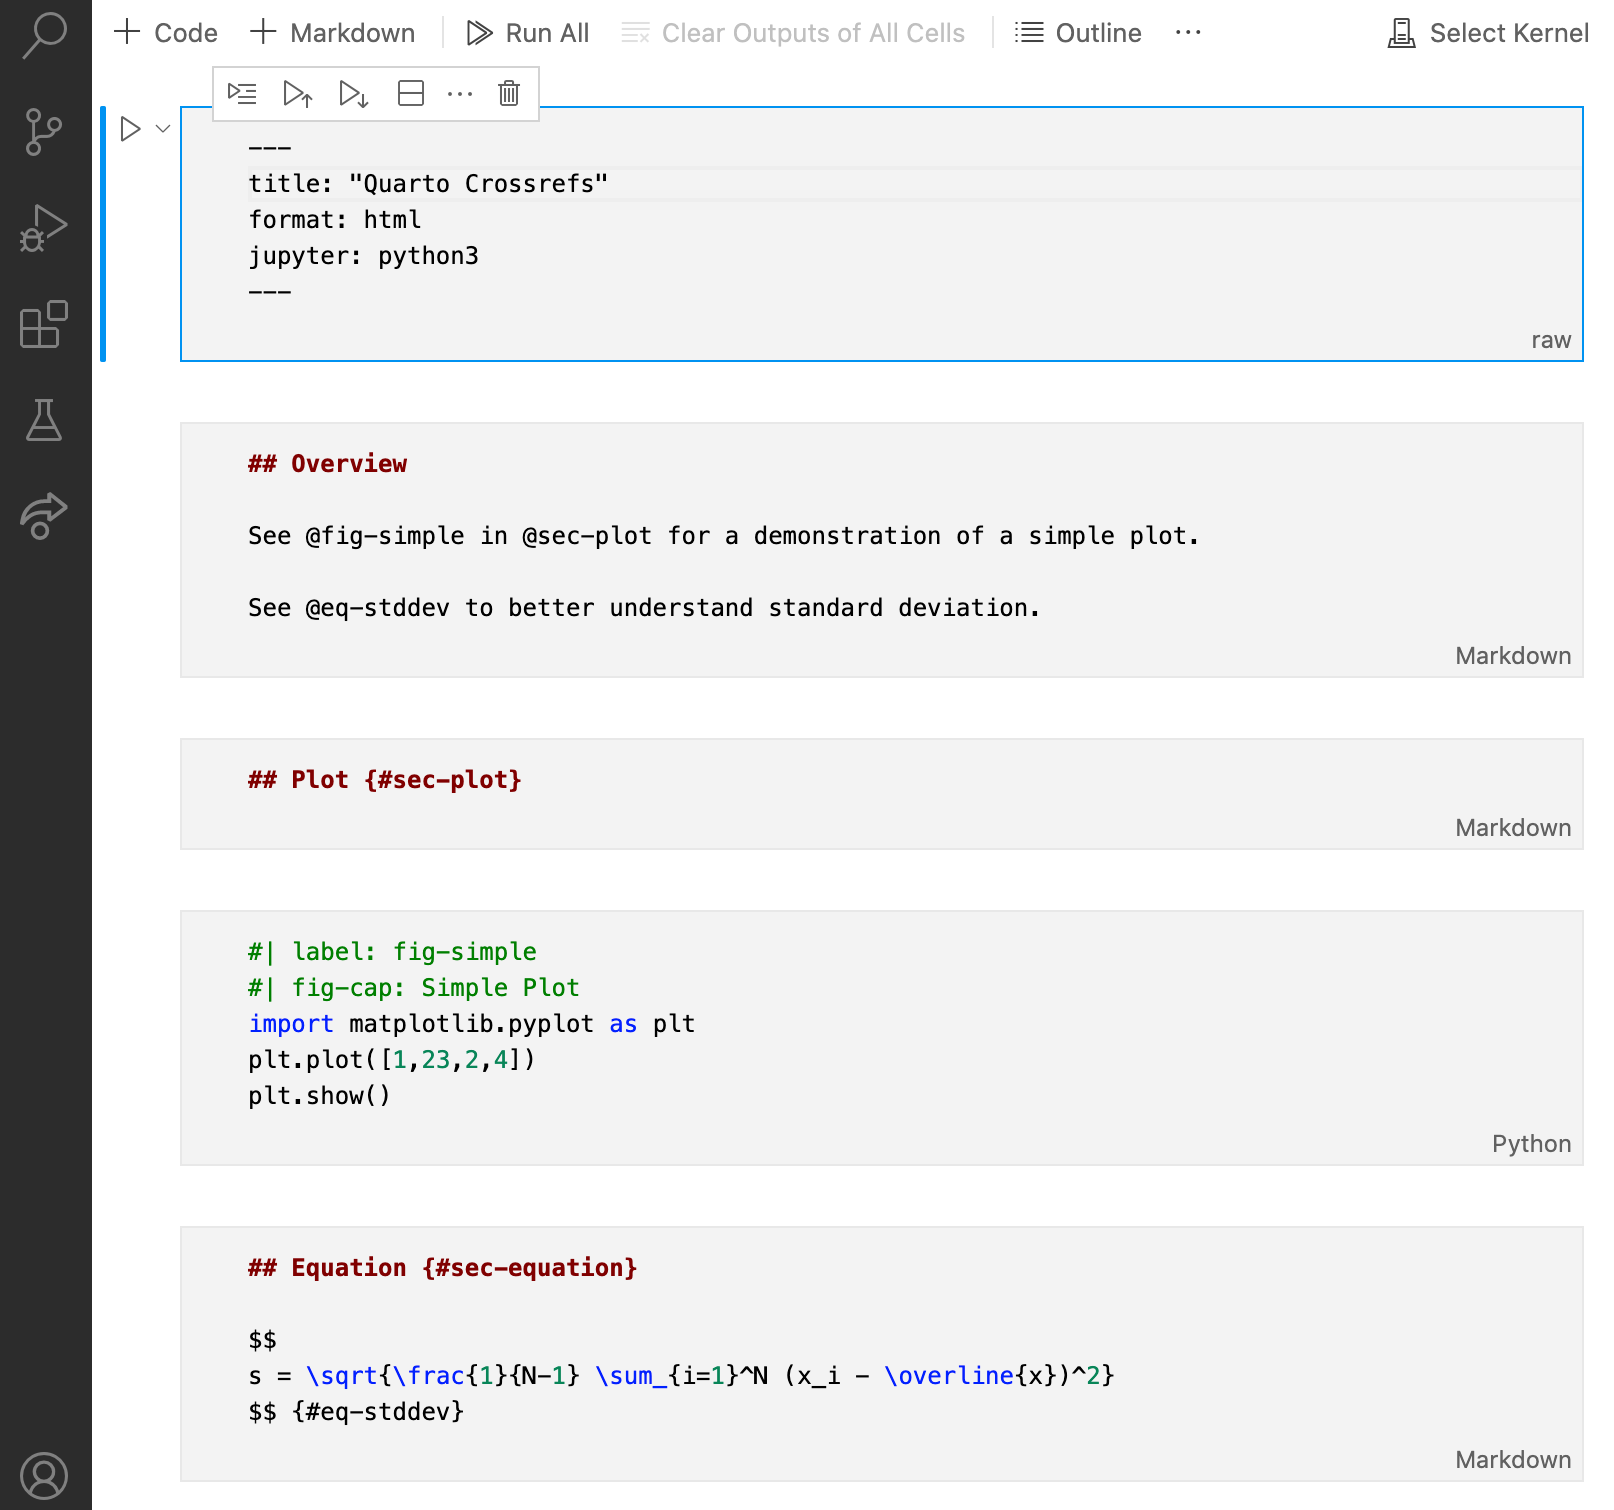 Code Markdown Run All Clear Outputs of All Cells Outline ··· Select Kernel
---
title: "Quarto Crossrefs"
format: html
jupyter: python3
---
raw
## Overview
See @fig-simple in @sec-plot for a demonstration of a simple plot.
See @eq-stddev to better understand standard deviation.
Markdown
## Plot {#sec-plot}
Markdown
#| label: fig-simple
#| fig-cap: Simple Plot
import matplotlib.pyplot as plt
plt.plot([1,23,2,4])
plt.show()
Python
## Equation {#sec-equation}
$$
s = \sqrt{\frac{1}{N-1} \sum_{i=1}^N (x_i - \overline{x})^2}
$$ {#eq-stddev}
Markdown